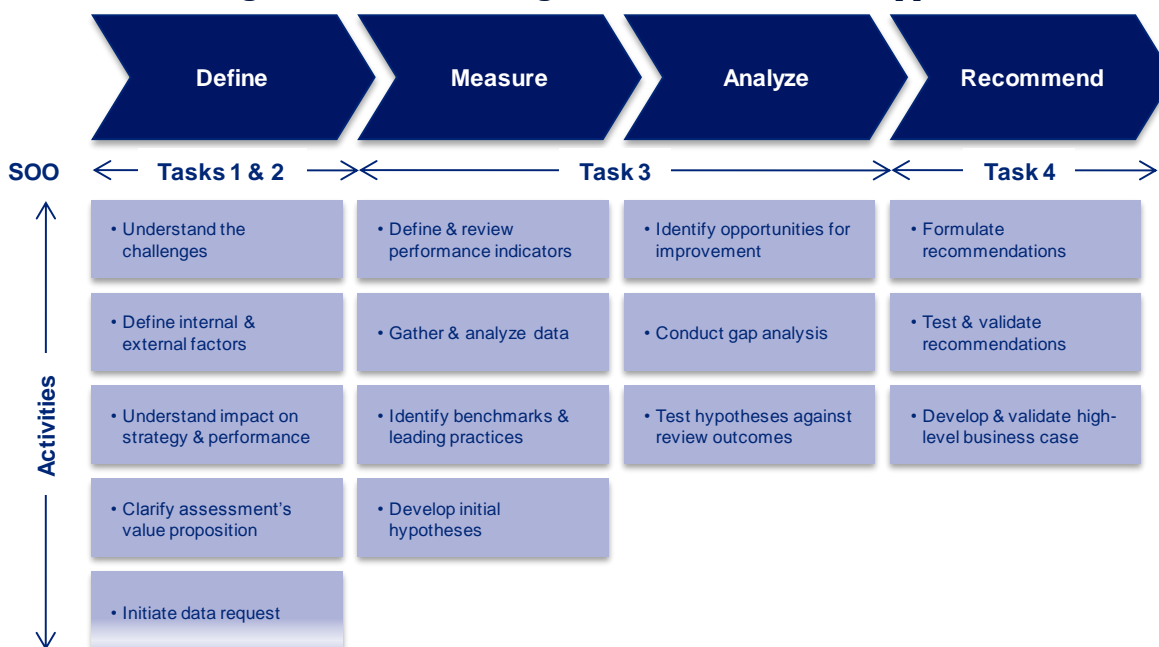 Define
Measure
Analyze
Recommend
SOO
Tasks 1 & 2
Task 3
Task 4
Activities
• Understand the
challenges
• Define internal &
external factors
• Understand impact on
strategy & performance
• Clarify assessment's
value proposition
• Initiate data request
• Define & review
performance indicators
• Gather & analyze data
• Identify benchmarks &
leading practices
• Develop initial
hypotheses
• Identify opportunities for
improvement
• Conduct gap analysis
• Test hypotheses against
review outcomes
• Formulate
recommendations
• Test & validate
recommendations
• Develop & validate high-
level business case